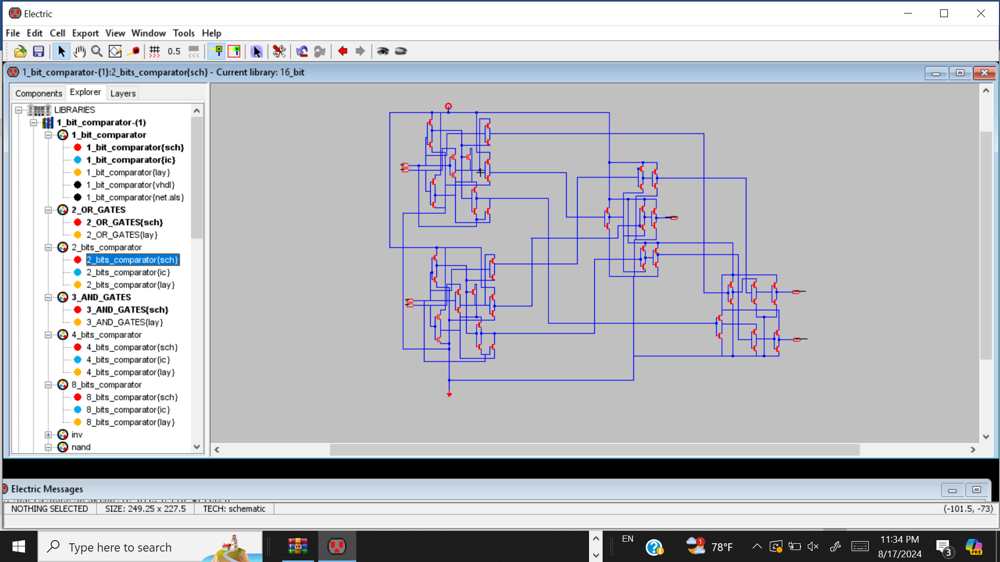 Electric
File Edit Cell Export View Window Tools Help
0.5
1_bit_comparator-(1):2_bits_comparator{sch} - Current library: 16_bit
Components Explorer Layers
LIBRARIES
1_bit_comparator-(1)
1_bit_comparator
1_bit_comparator{sch}
1_bit_comparator{ic}
1_bit_comparator{lay}
1_bit_comparator{vhdl}
1_bit_comparator{net.als}
2_OR_GATES
2_OR_GATES{sch}
2_OR_GATES{lay}
2_bits_comparator
2_bits_comparator{sch}
2_bits_comparator{ic}
2_bits_comparator{lay}
3_AND_GATES
3_AND_GATES{sch}
3_AND_GATES{lay}
4_bits_comparator
4_bits_comparator{sch}
4_bits_comparator{ic}
4_bits_comparator{lay}
8_bits_comparator
8_bits_comparator{sch}
8_bits_comparator{ic}
8_bits_comparator{lay}
inv
nand
Electric Messages
NOTHING SELECTED SIZE: 249.25 x 227.5 TECH: schematic (-101.5, -73)
Type here to search
EN
1
78°F
11:34 PM
8/17/2024
3
PRE